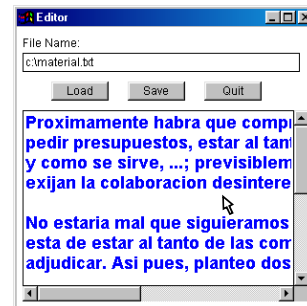 Editor
File Name:
c:\material.txt
Load Save Quit
Proximamente habra que compr
pedir presupuestos, estar al tant
y como se sirve, ...; previsiblem
exijan la colaboracion desintere
No estaria mal que siguieramos
esta de estar al tanto de las com
adjudicar. Asi pues, planteo dos